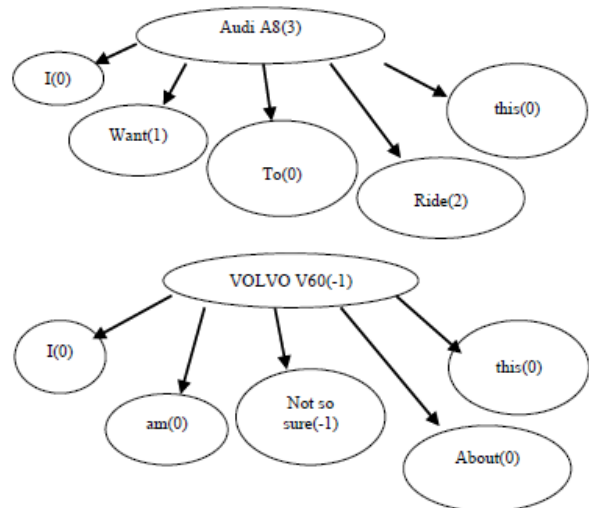 Audi A8(3)
I(0)
Want(1)
To(0)
Ride(2)
this(0)
VOLVO V60(-1)
I(0)
am(0)
Not so
sure(-1)
About(0)
this(0)